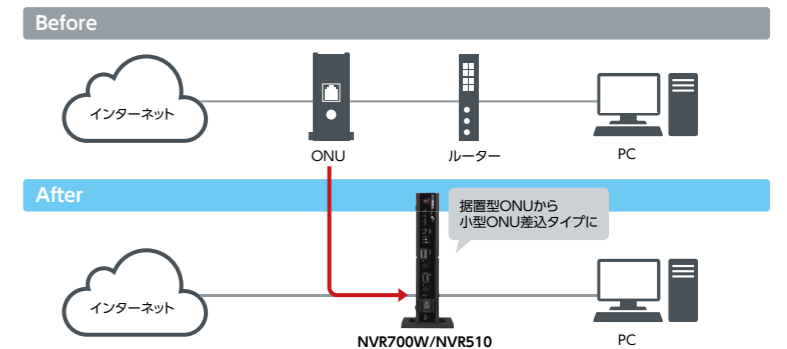 Before
インターネット
ONU
ルーター
PC
After
据置型ONUから
小型ONU差込タイプに
インターネット
NVR700W/NVR510
PC